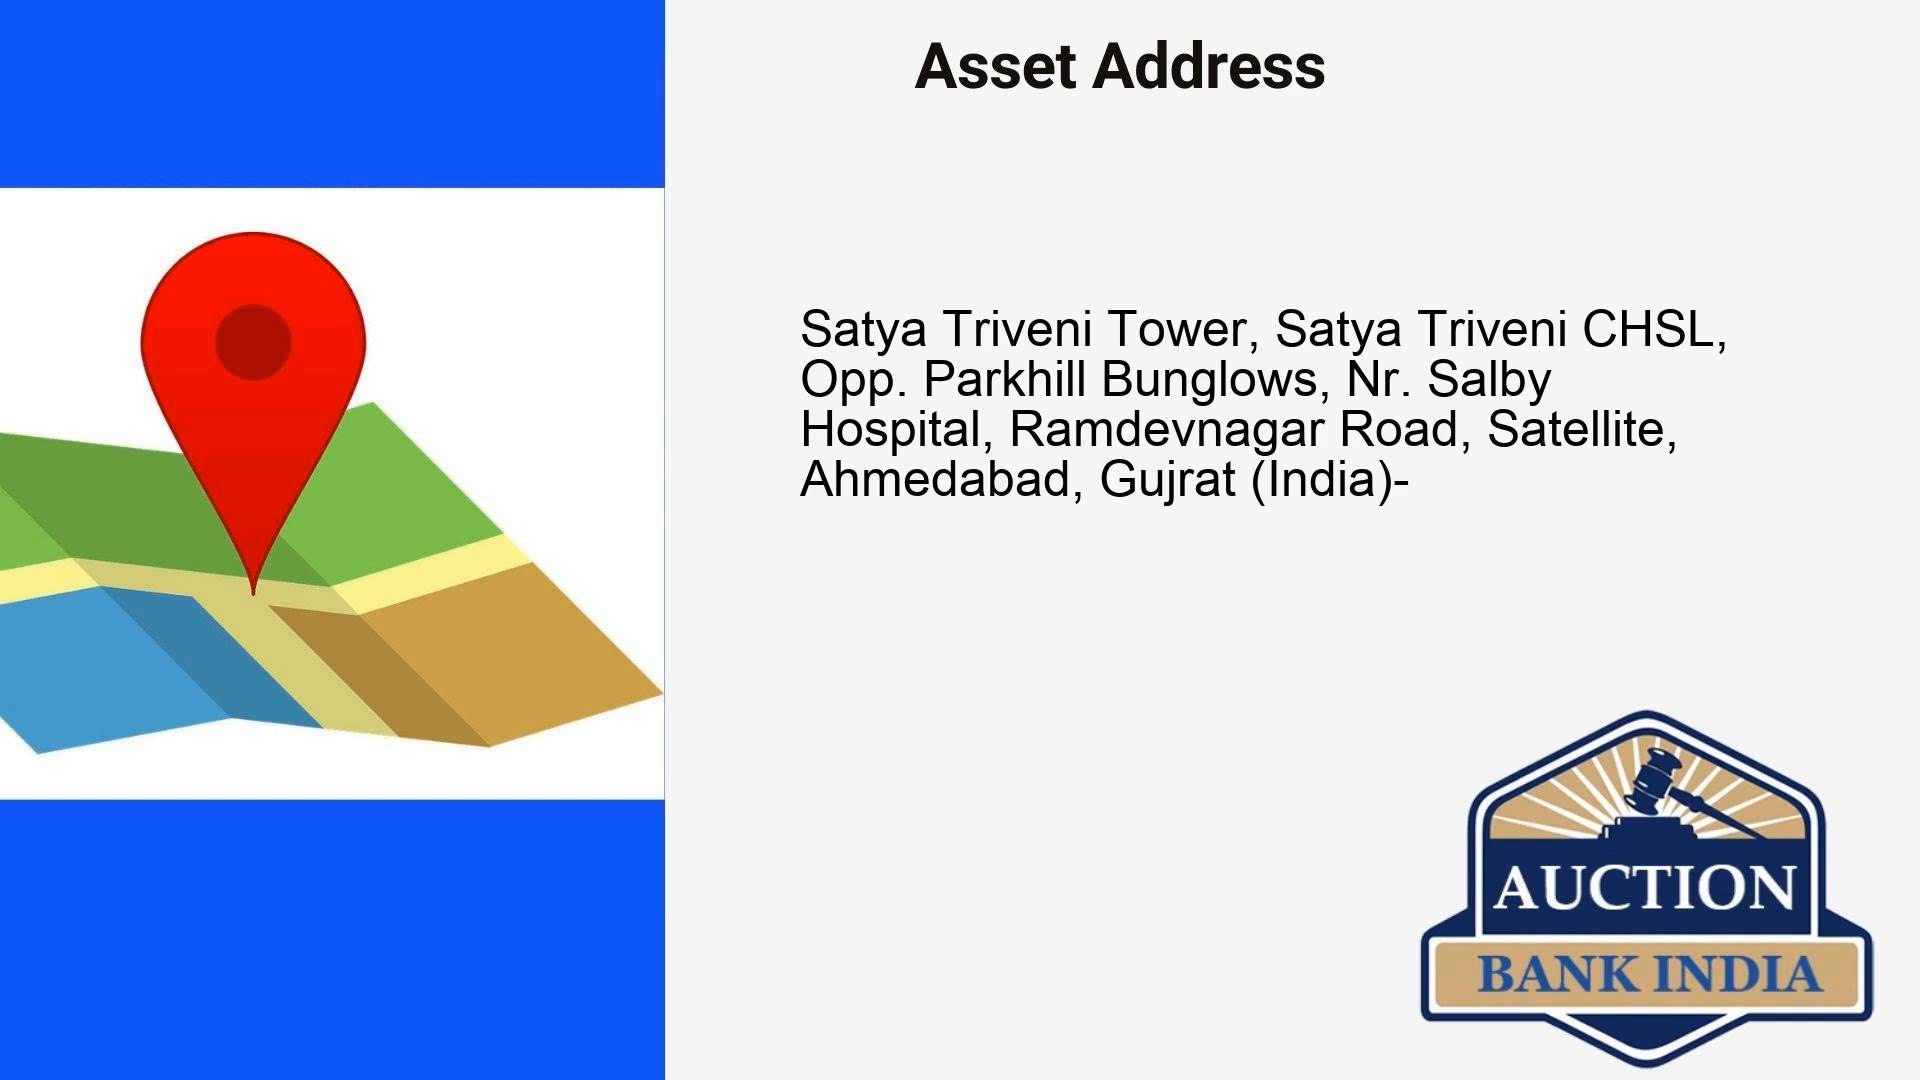 Asset Address
Satya Triveni Tower, Satya Triveni CHSL,
Opp. Parkhill Bunglows, Nr. Salby
Hospital, Ramdevnagar Road, Satellite,
Ahmedabad, Gujrat (India)-
AUCTION
BANK INDIA